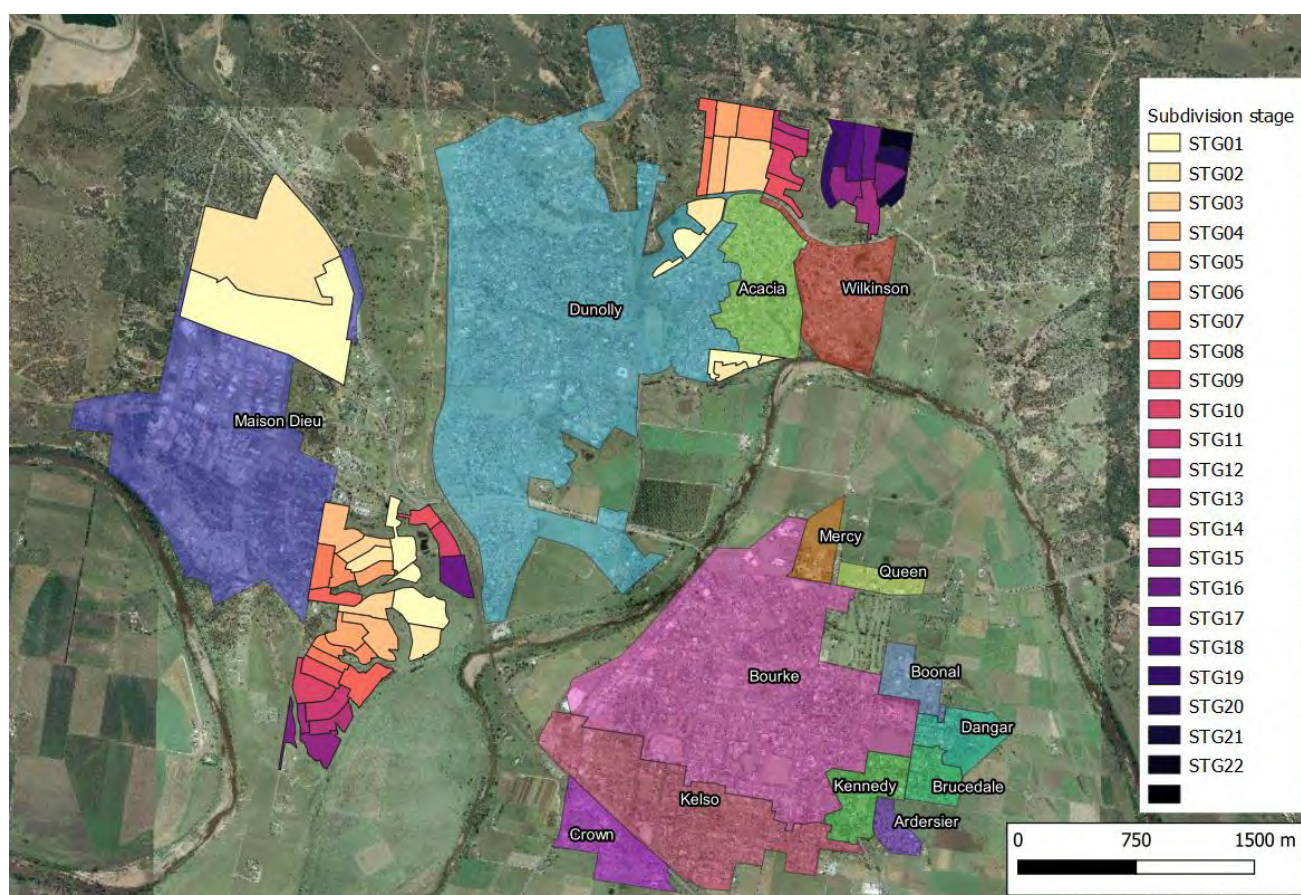 Subdivision stage
STG01
STG02
STG03
STG04
STG05
STG06
STG07
STG08
STG09
STG10
STG11
STG12
STG13
STG14
STG15
STG16
STG17
STG18
STG19
STG20
STG21
STG22
Acacia
Wilkinson
Dunolly
Maison Dieu
Mercy
Queen
Boonal
Bourke
Dangar
Kennedy
Brucedale
Kelso
Ardersier
Crown
0 750 1500 m